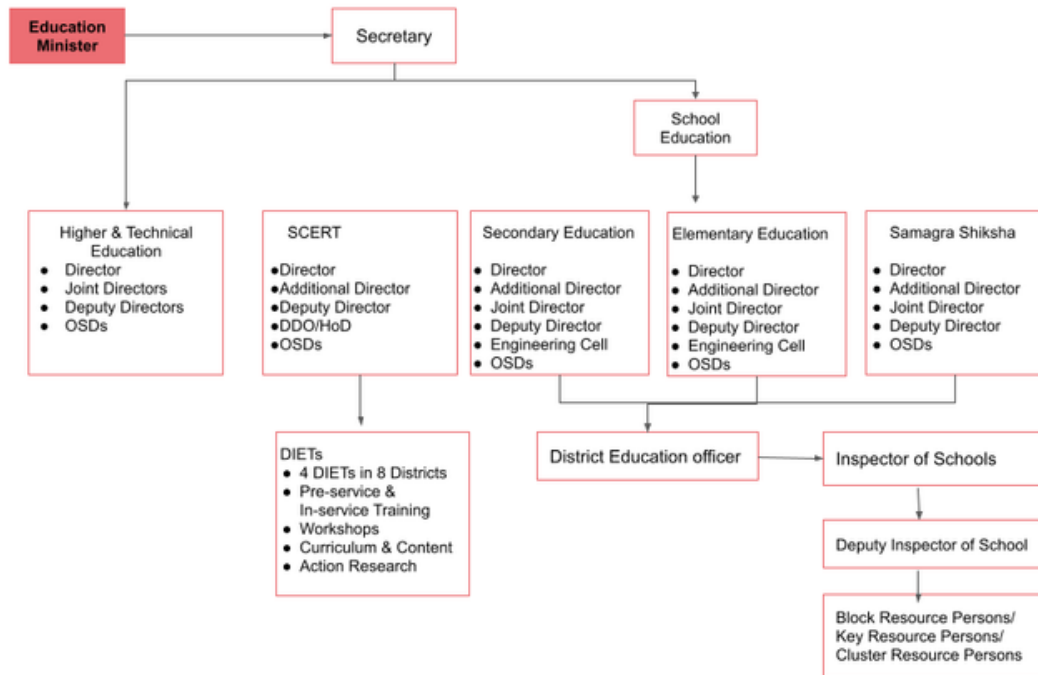 Education
Minister
Secretary
School
Education
Higher & Technical
Education
● Director
● Joint Directors
● Deputy Directors
● OSDs
SCERT
●Director
●Additional Director
●Deputy Director
●DDO/HoD
●OSDs
Secondary Education
● Director
● Additional Director
● Joint Director
● Deputy Director
● Engineering Cell
● OSDs
Elementary Education
● Director
● Additional Director
● Joint Director
● Deputy Director
● Engineering Cell
● OSDs
Samagra Shiksha
● Director
● Additional Director
● Joint Director
● Deputy Director
● OSDs
DIETs
● 4 DIETs in 8 Districts
● Pre-service &
In-service Training
● Workshops
● Curriculum & Content
● Action Research
District Education officer
Inspector of Schools
Deputy Inspector of School
Block Resource Persons/
Key Resource Persons/
Cluster Resource Persons